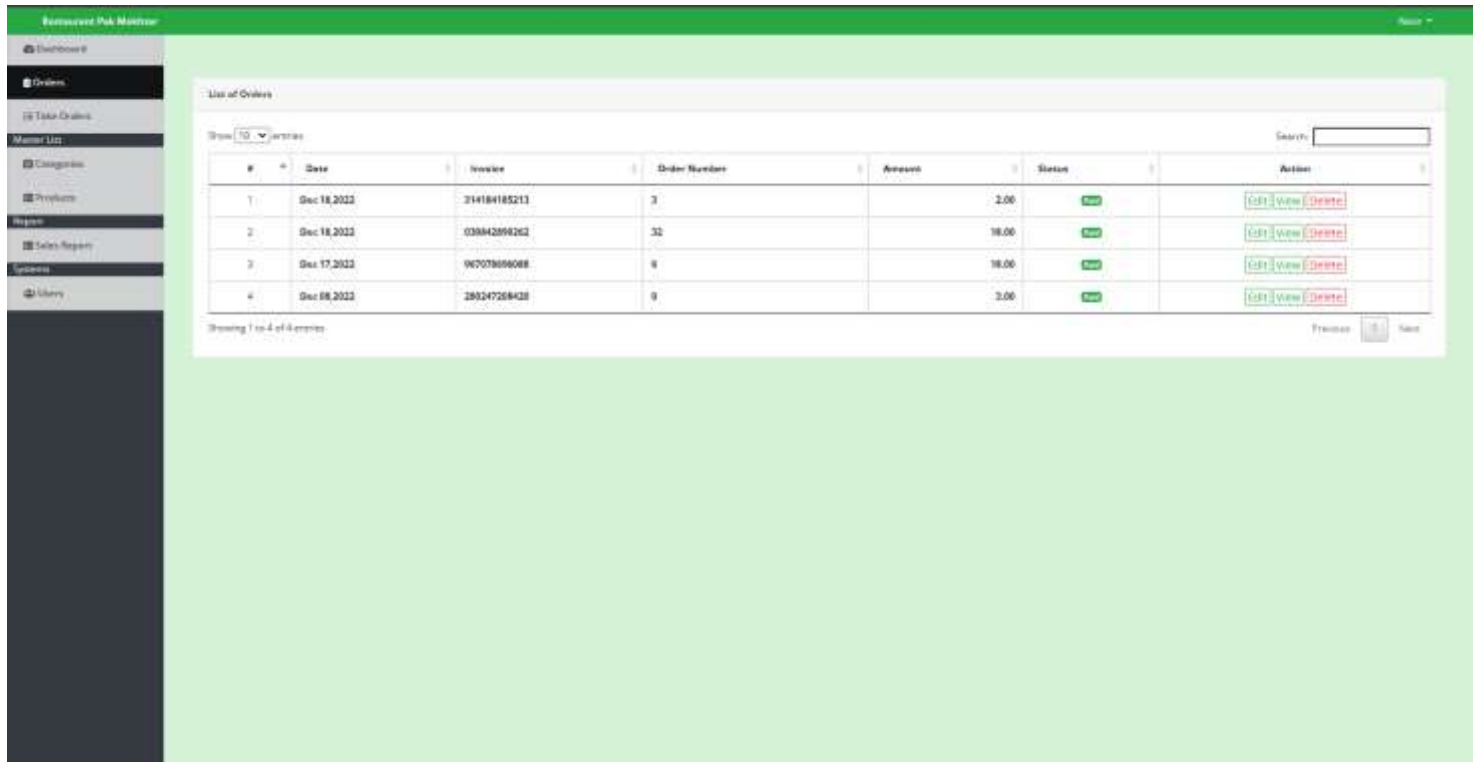 Restaurant Pak Mokhtar
Dashboard
Orders
Take Orders
Master List
Categories
Products
Report
Sales Report
Systems
Users
List of Orders
Show 10 entries
Search:
# Date Invoice Order Number Amount Status Action
1 Dec 18,2022 314184185213 3 2.00 Paid Edit View Delete
2 Dec 18,2022 32 18.00 Paid Edit View Delete
3 Dec 17,2022 18.00 Paid Edit View Delete
4 Dec 08,2022 3.00 Paid Edit View Delete
Showing 1 to 4 of 4 entries
Previous 1 Next